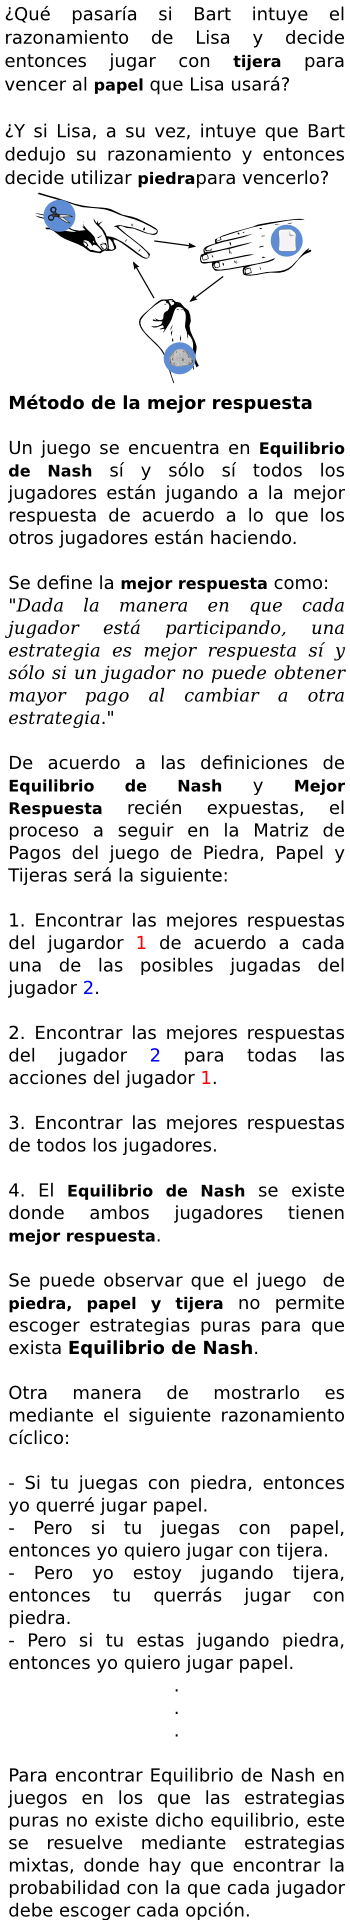 ¿Qué pasaría si Bart intuye el
razonamiento de Lisa y decide
entonces jugar con tijera para
vencer al papel que Lisa usará?
¿Y si Lisa, a su vez, intuye que Bart
dedujo su razonamiento y entonces
decide utilizar piedrapara vencerlo?
Método de la mejor respuesta
Un juego se encuentra en Equilibrio
de Nash sí y sólo sí todos los
jugadores están jugando a la mejor
respuesta de acuerdo a lo que los
otros jugadores están haciendo.
Se define la mejor respuesta como:
"Dada la manera en que cada
jugador está participando, una
estrategia es mejor respuesta sí y
sólo si un jugador no puede obtener
mayor pago al cambiar a otra
estrategia."
De acuerdo a las definiciones de
Equilibrio de Nash y Mejor
Respuesta recién expuestas, el
proceso a seguir en la Matriz de
Pagos del juego de Piedra, Papel y
Tijeras será la siguiente:
1. Encontrar las mejores respuestas
del jugardor 1 de acuerdo a cada
una de las posibles jugadas del
jugador 2.
2. Encontrar las mejores respuestas
del jugador 2 para todas las
acciones del jugador 1.
3. Encontrar las mejores respuestas
de todos los jugadores.
4. El Equilibrio de Nash se existe
donde ambos jugadores tienen
mejor respuesta.
Se puede observar que el juego de
piedra, papel y tijera no permite
escoger estrategias puras para que
exista Equilibrio de Nash.
Otra manera de mostrarlo es
mediante el siguiente razonamiento
cíclico:
- Si tu juegas con piedra, entonces
yo querré jugar papel.
- Pero si tu juegas con papel,
entonces yo quiero jugar con tijera.
- Pero yo estoy jugando tijera,
entonces tu querrás jugar con
piedra.
- Pero si tu estas jugando piedra,
entonces yo quiero jugar papel.
.
.
.
Para encontrar Equilibrio de Nash en
juegos en los que las estrategias
puras no existe dicho equilibrio, este
se resuelve mediante estrategias
mixtas, donde hay que encontrar la
probabilidad con la que cada jugador
debe escoger cada opción.